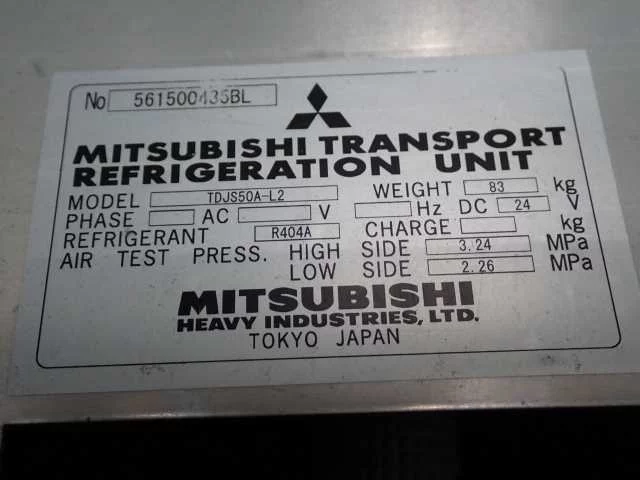 No 561500435BL
MITSUBISHI TRANSPORT
REFRIGERATION UNIT
MODEL TDJS50A-L2 WEIGHT 83 kg
PHASE AC V Hz DC 24 V
REFRIGERANT R404A CHARGE kg
AIR TEST PRESS. HIGH SIDE 3.24 MPa
LOW SIDE 2.26 MPa
MITSUBISHI
HEAVY INDUSTRIES, LTD.
TOKYO JAPAN